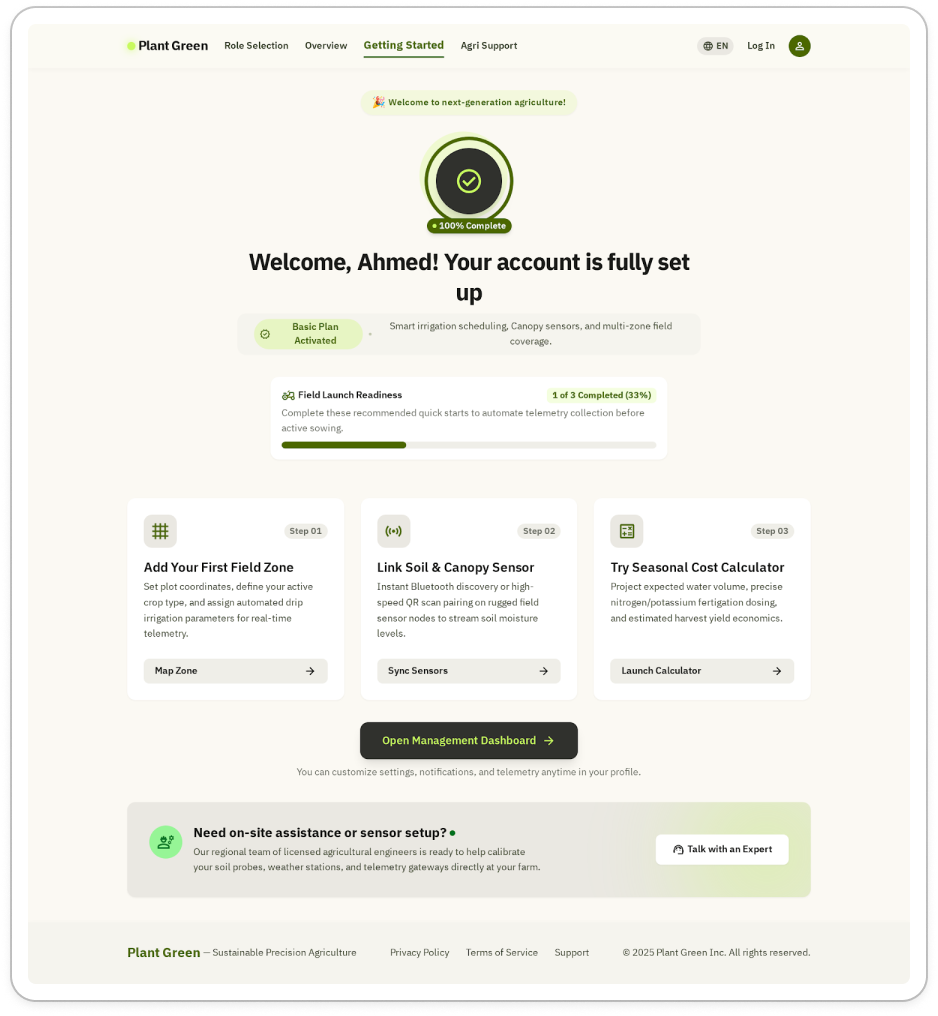 Plant Green
Role Selection
Overview
Getting Started
Agri Support
EN
Log In
🎉 Welcome to next-generation agriculture!
100% Complete
Welcome, Ahmed! Your account is fully set
up
Basic Plan
Activated
•
Smart irrigation scheduling, Canopy sensors, and multi-zone field
coverage.
Field Launch Readiness
1 of 3 Completed (33%)
Complete these recommended quick starts to automate telemetry collection before
active sowing.
Step 01
Add Your First Field Zone
Set plot coordinates, define your active
crop type, and assign automated drip
irrigation parameters for real-time
telemetry.
Map Zone
Step 02
Link Soil & Canopy Sensor
Instant Bluetooth discovery or high-
speed QR scan pairing on rugged field
sensor nodes to stream soil moisture
levels.
Sync Sensors
Step 03
Try Seasonal Cost Calculator
Project expected water volume, precise
nitrogen/potassium fertigation dosing,
and estimated harvest yield economics.
Launch Calculator
Open Management Dashboard
You can customize settings, notifications, and telemetry anytime in your profile.
Need on-site assistance or sensor setup?
Our regional team of licensed agricultural engineers is ready to help calibrate
your soil probes, weather stations, and telemetry gateways directly at your farm.
Talk with an Expert
Plant Green — Sustainable Precision Agriculture
Privacy Policy
Terms of Service
Support
© 2025 Plant Green Inc. All rights reserved.